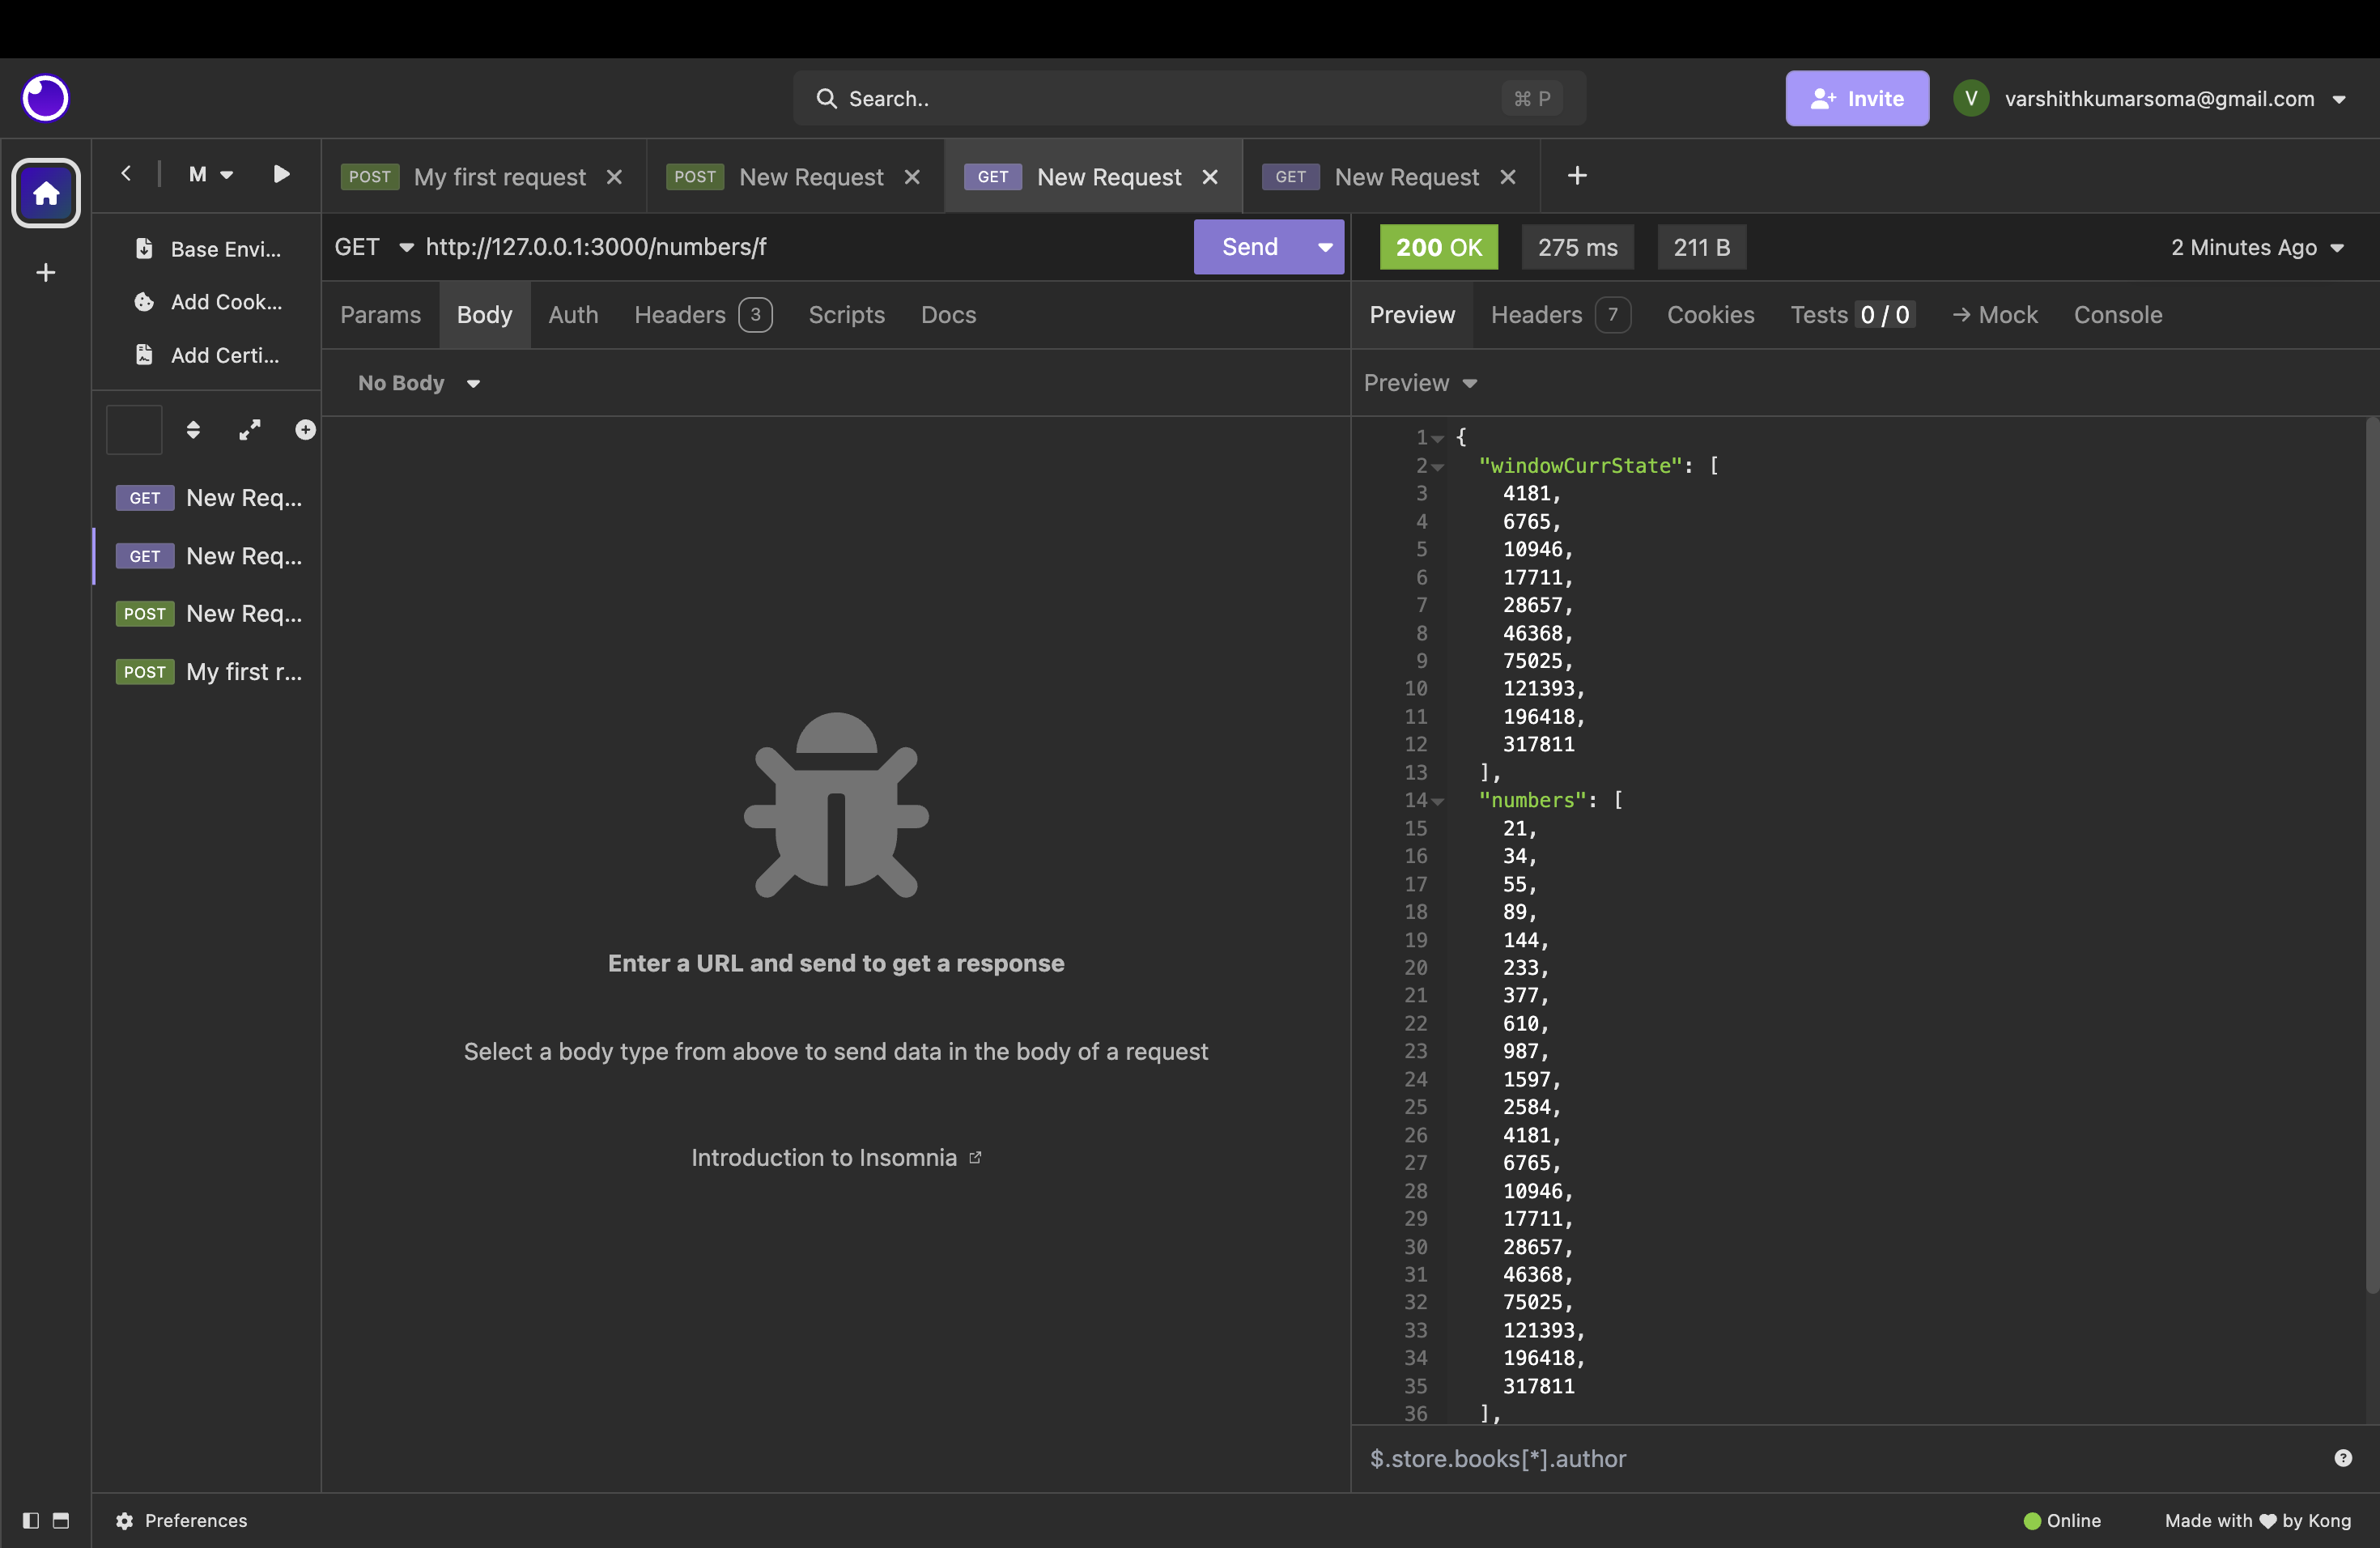 Search..
⌘ P
Invite
V
varshithkumarsoma@gmail.com
M
POST My first request
POST New Request
GET New Request
GET New Request
Base Envi...
Add Cook...
Add Certi...
GET New Req...
GET New Req...
POST New Req...
POST My first r...
GET http://127.0.0.1:3000/numbers/f
Send
Params
Body
Auth
Headers 3
Scripts
Docs
No Body
Enter a URL and send to get a response
Select a body type from above to send data in the body of a request
Introduction to Insomnia
200 OK
275 ms
211 B
2 Minutes Ago
Preview
Headers 7
Cookies
Tests 0 / 0
→ Mock
Console
Preview
1 {
2 "windowCurrState": [
3 4181,
4 6765,
5 10946,
6 17711,
7 28657,
8 46368,
9 75025,
10 121393,
11 196418,
12 317811
13 ],
14 "numbers": [
15 21,
16 34,
17 55,
18 89,
19 144,
20 233,
21 377,
22 610,
23 987,
24 1597,
25 2584,
26 4181,
27 6765,
28 10946,
29 17711,
30 28657,
31 46368,
32 75025,
33 121393,
34 196418,
35 317811
36 ],
$.store.books[*].author
?
Preferences
Online
Made with ♥ by Kong